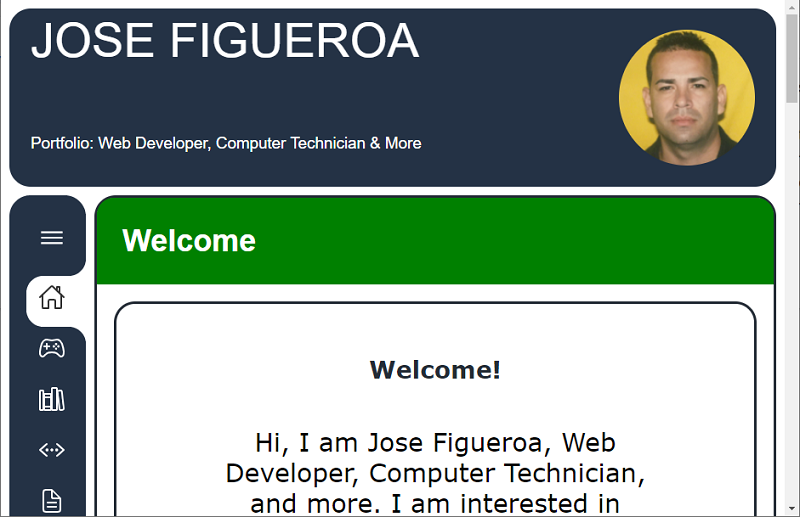 JOSE FIGUEROA
Portfolio: Web Developer, Computer Technician & More
Welcome
Welcome!
Hi, I am Jose Figueroa, Web
Developer, Computer Technician,
and more. I am interested in